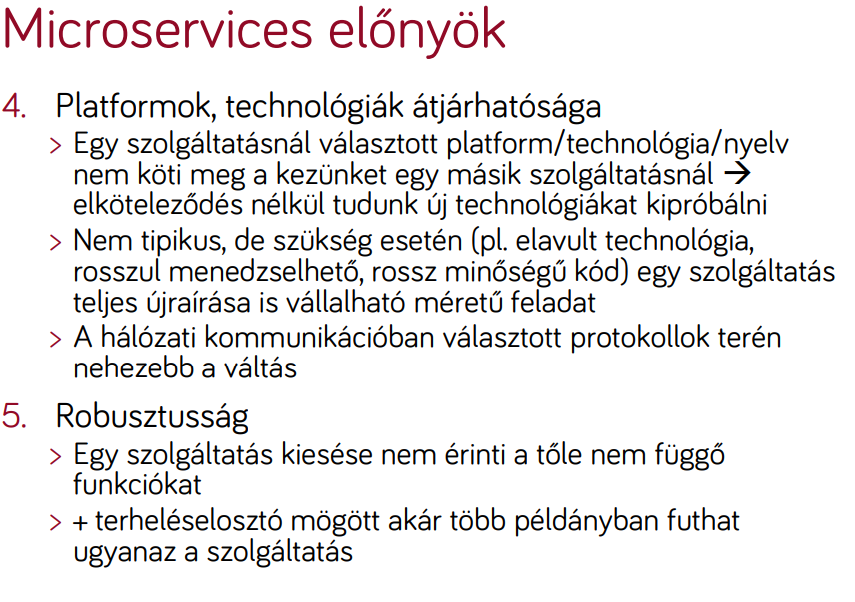 Microservices előnyök
4. Platformok, technológiák átjárhatósága
> Egy szolgáltatásnál választott platform/technológia/nyelv
nem köti meg a kezünket egy másik szolgáltatásnál →
elköteleződés nélkül tudunk új technológiákat kipróbálni
> Nem tipikus, de szükség esetén (pl. elavult technológia,
rosszul menedzselhető, rossz minőségű kód) egy szolgáltatás
teljes újraírása is vállalható méretű feladat
> A hálózati kommunikációban választott protokollok terén
nehezebb a váltás
5. Robusztusság
> Egy szolgáltatás kiesése nem érinti a tőle nem függő
funkciókat
> + terheléselosztó mögött akár több példányban futhat
ugyanaz a szolgáltatás